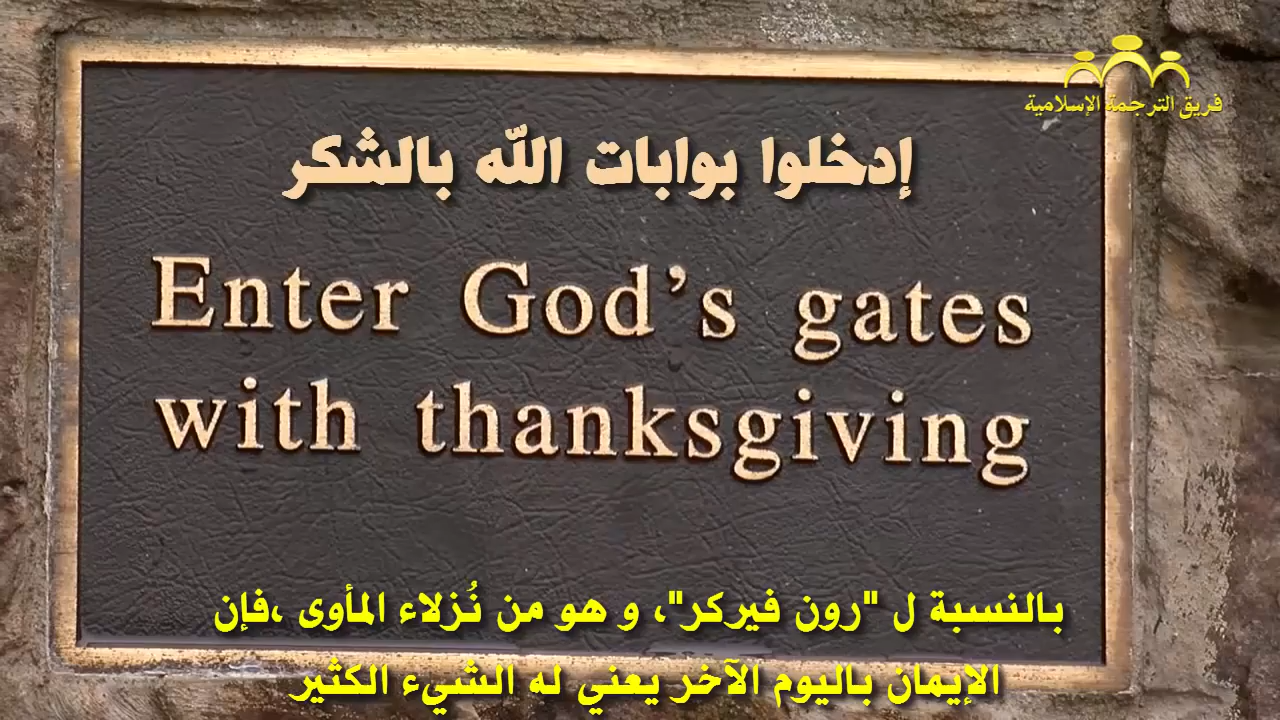 فريق الترجمة الإسلامية
إدخلوا بوابات الله بالشكر
Enter God's gates
with thanksgiving
بالنسبة ل "رون فيركر"، و هو من نُزلاء المأوى ،فإن
الإيمان باليوم الآخر يعني له الشيء الكثير